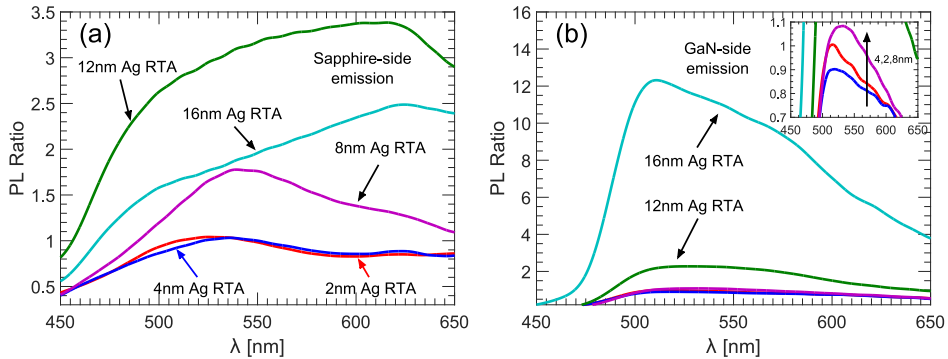 (a)
Sapphire-side
emission
12nm Ag RTA
16nm Ag RTA
8nm Ag RTA
4nm Ag RTA
2nm Ag RTA
PL Ratio
3.5
3
2.5
2
1.5
1
0.5
450
500
550
600
650
λ [nm]
(b)
GaN-side
emission
16nm Ag RTA
12nm Ag RTA
PL Ratio
16
14
12
10
8
6
4
2
0
450
500
550
600
650
λ [nm]
1.1
1
0.9
0.8
0.7
450
500
550
600
650
4,2,8nm